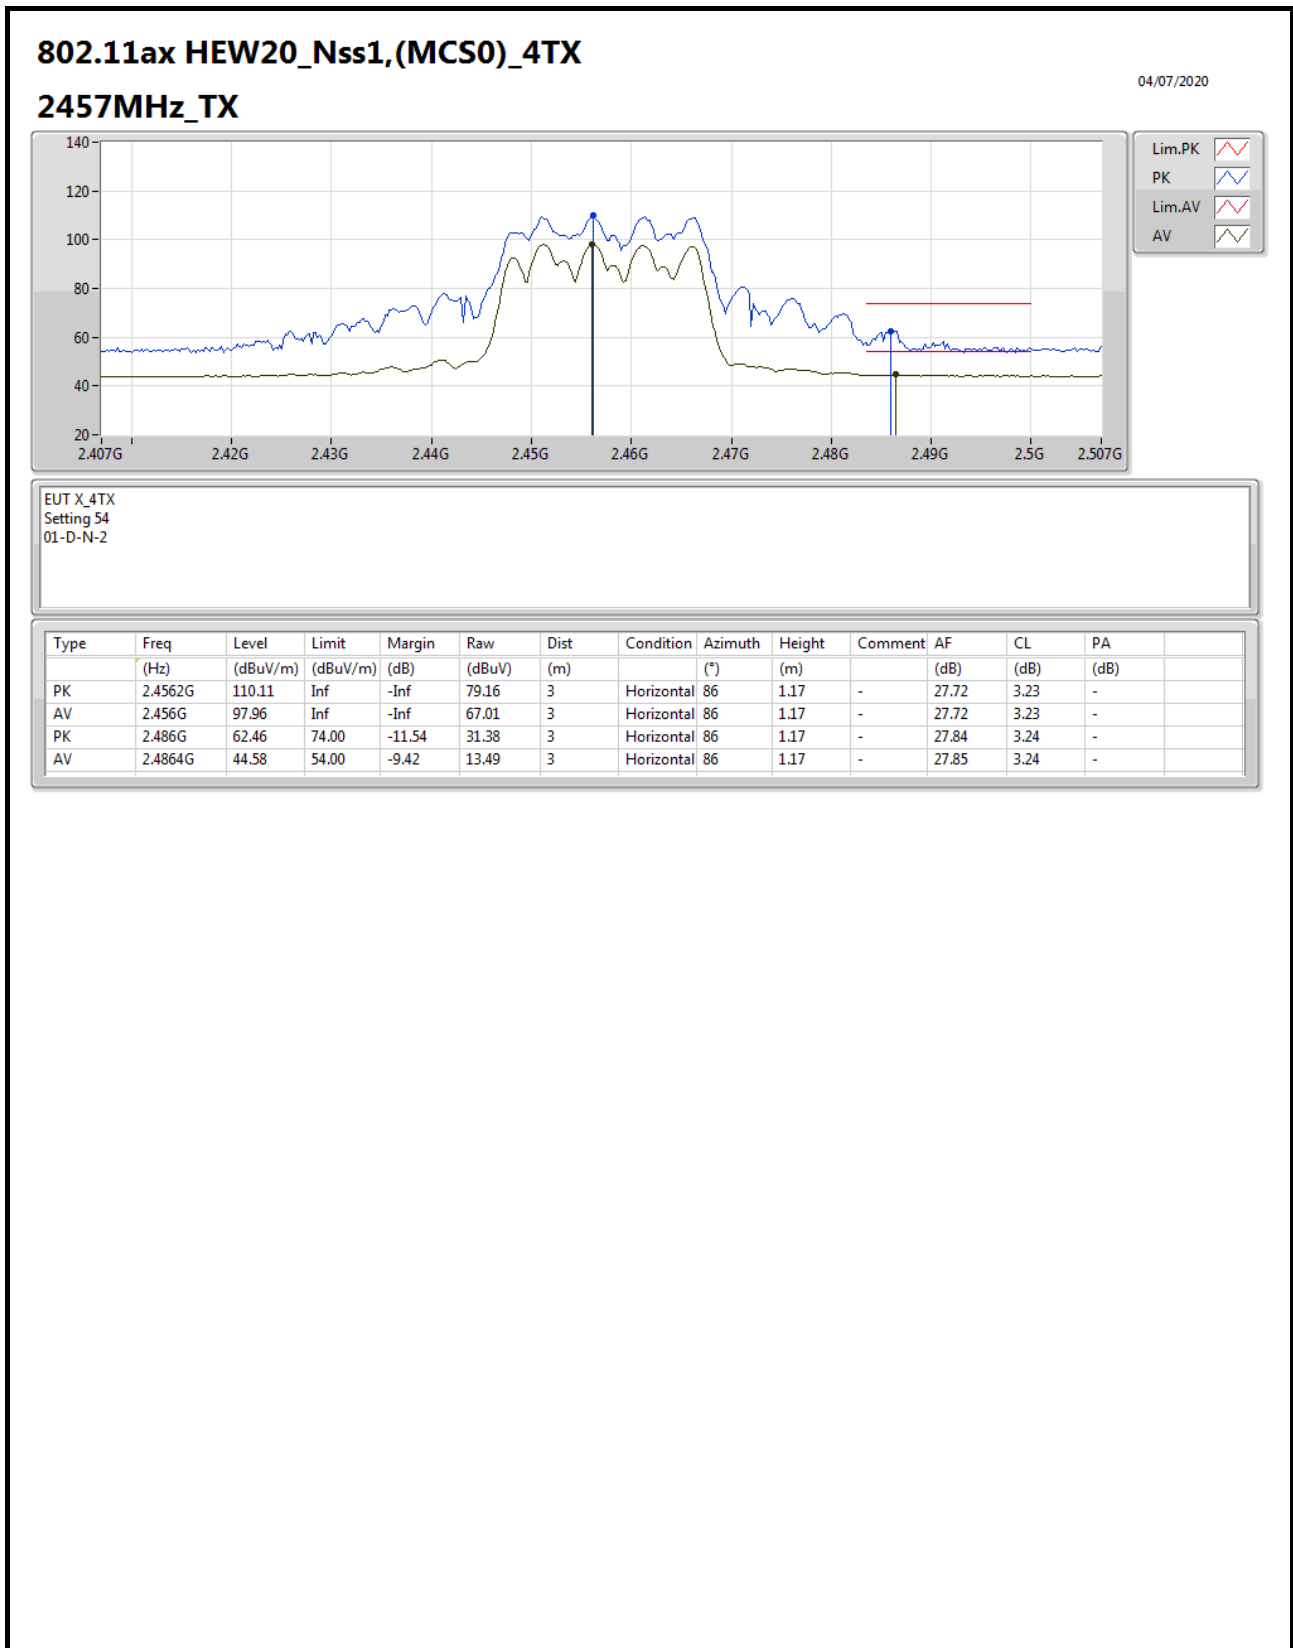 802.11ax HEW20_Nss1,(MCS0)_4TX
04/07/2020
2457MHz_TX
140
120
100
80
60
40
20
2.407G 2.42G 2.43G 2.44G 2.45G 2.46G 2.47G 2.48G 2.49G 2.5G 2.507G
Lim.PK
PK
Lim.AV
AV
EUT X_4TX
Setting 54
01-D-N-2
Type Freq Level Limit Margin Raw Dist Condition Azimuth Height Comment AF CL PA
(Hz) (dBuV/m) (dBuV/m) (dB) (dBuV) (m) (°) (m) (dB) (dB) (dB)
PK 2.4562G 110.11 Inf -Inf 79.16 3 Horizontal 86 1.17 - 27.72 3.23 -
AV 2.456G 97.96 Inf -Inf 67.01 3 Horizontal 86 1.17 - 27.72 3.23 -
PK 2.486G 62.46 74.00 -11.54 31.38 3 Horizontal 86 1.17 - 27.84 3.24 -
AV 2.4864G 44.58 54.00 -9.42 13.49 3 Horizontal 86 1.17 - 27.85 3.24 -